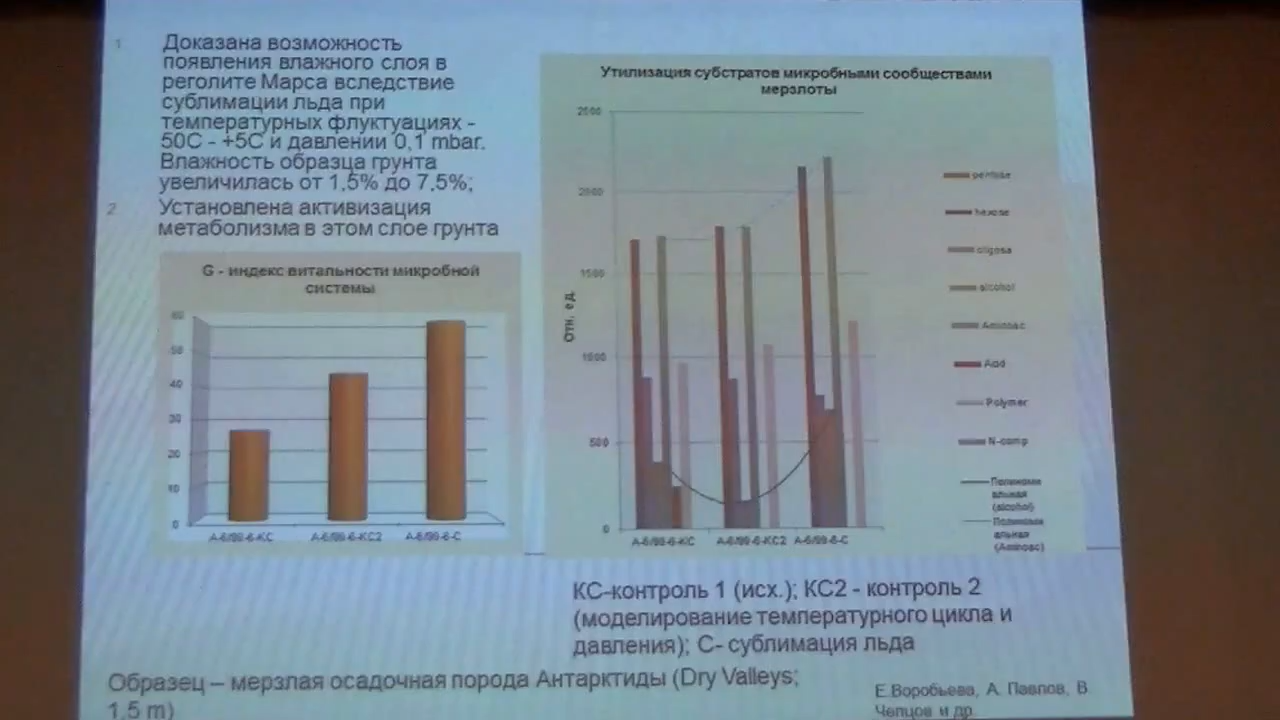 1 Доказана возможность
появления влажного слоя в
реголите Марса вследствие
сублимации льда при
температурных флуктуациях -
50С - +5С и давлении 0,1 mbar.
Влажность образца грунта
увеличилась от 1,5% до 7,5%;
2 Установлена активизация
метаболизма в этом слое грунта
G - индекс витальности микробной
системы
60
50
40
30
20
10
0
А-6/99-6-КС А-6/99-6-КС2 А-6/99-6-С
Утилизация субстратов микробными сообществами
мерзлоты
Отн. ед.
2500
2000
1500
1000
500
0
А-6/99-6-КС А-6/99-6-КС2 А-6/99-6-С
pentose
hexose
oligosa
alcohol
Aminoac
Acid
Polymer
N-comp
Полиноми
альная
(alcohol)
Полиноми
альная
(Aminoac)
КС-контроль 1 (исх.); КС2 - контроль 2
(моделирование температурного цикла и
давления); С- сублимация льда
Образец – мерзлая осадочная порода Антарктиды (Dry Valleys;
1,5 m)
Е.Воробьева, А. Павлов, В.
Чепцов и др.